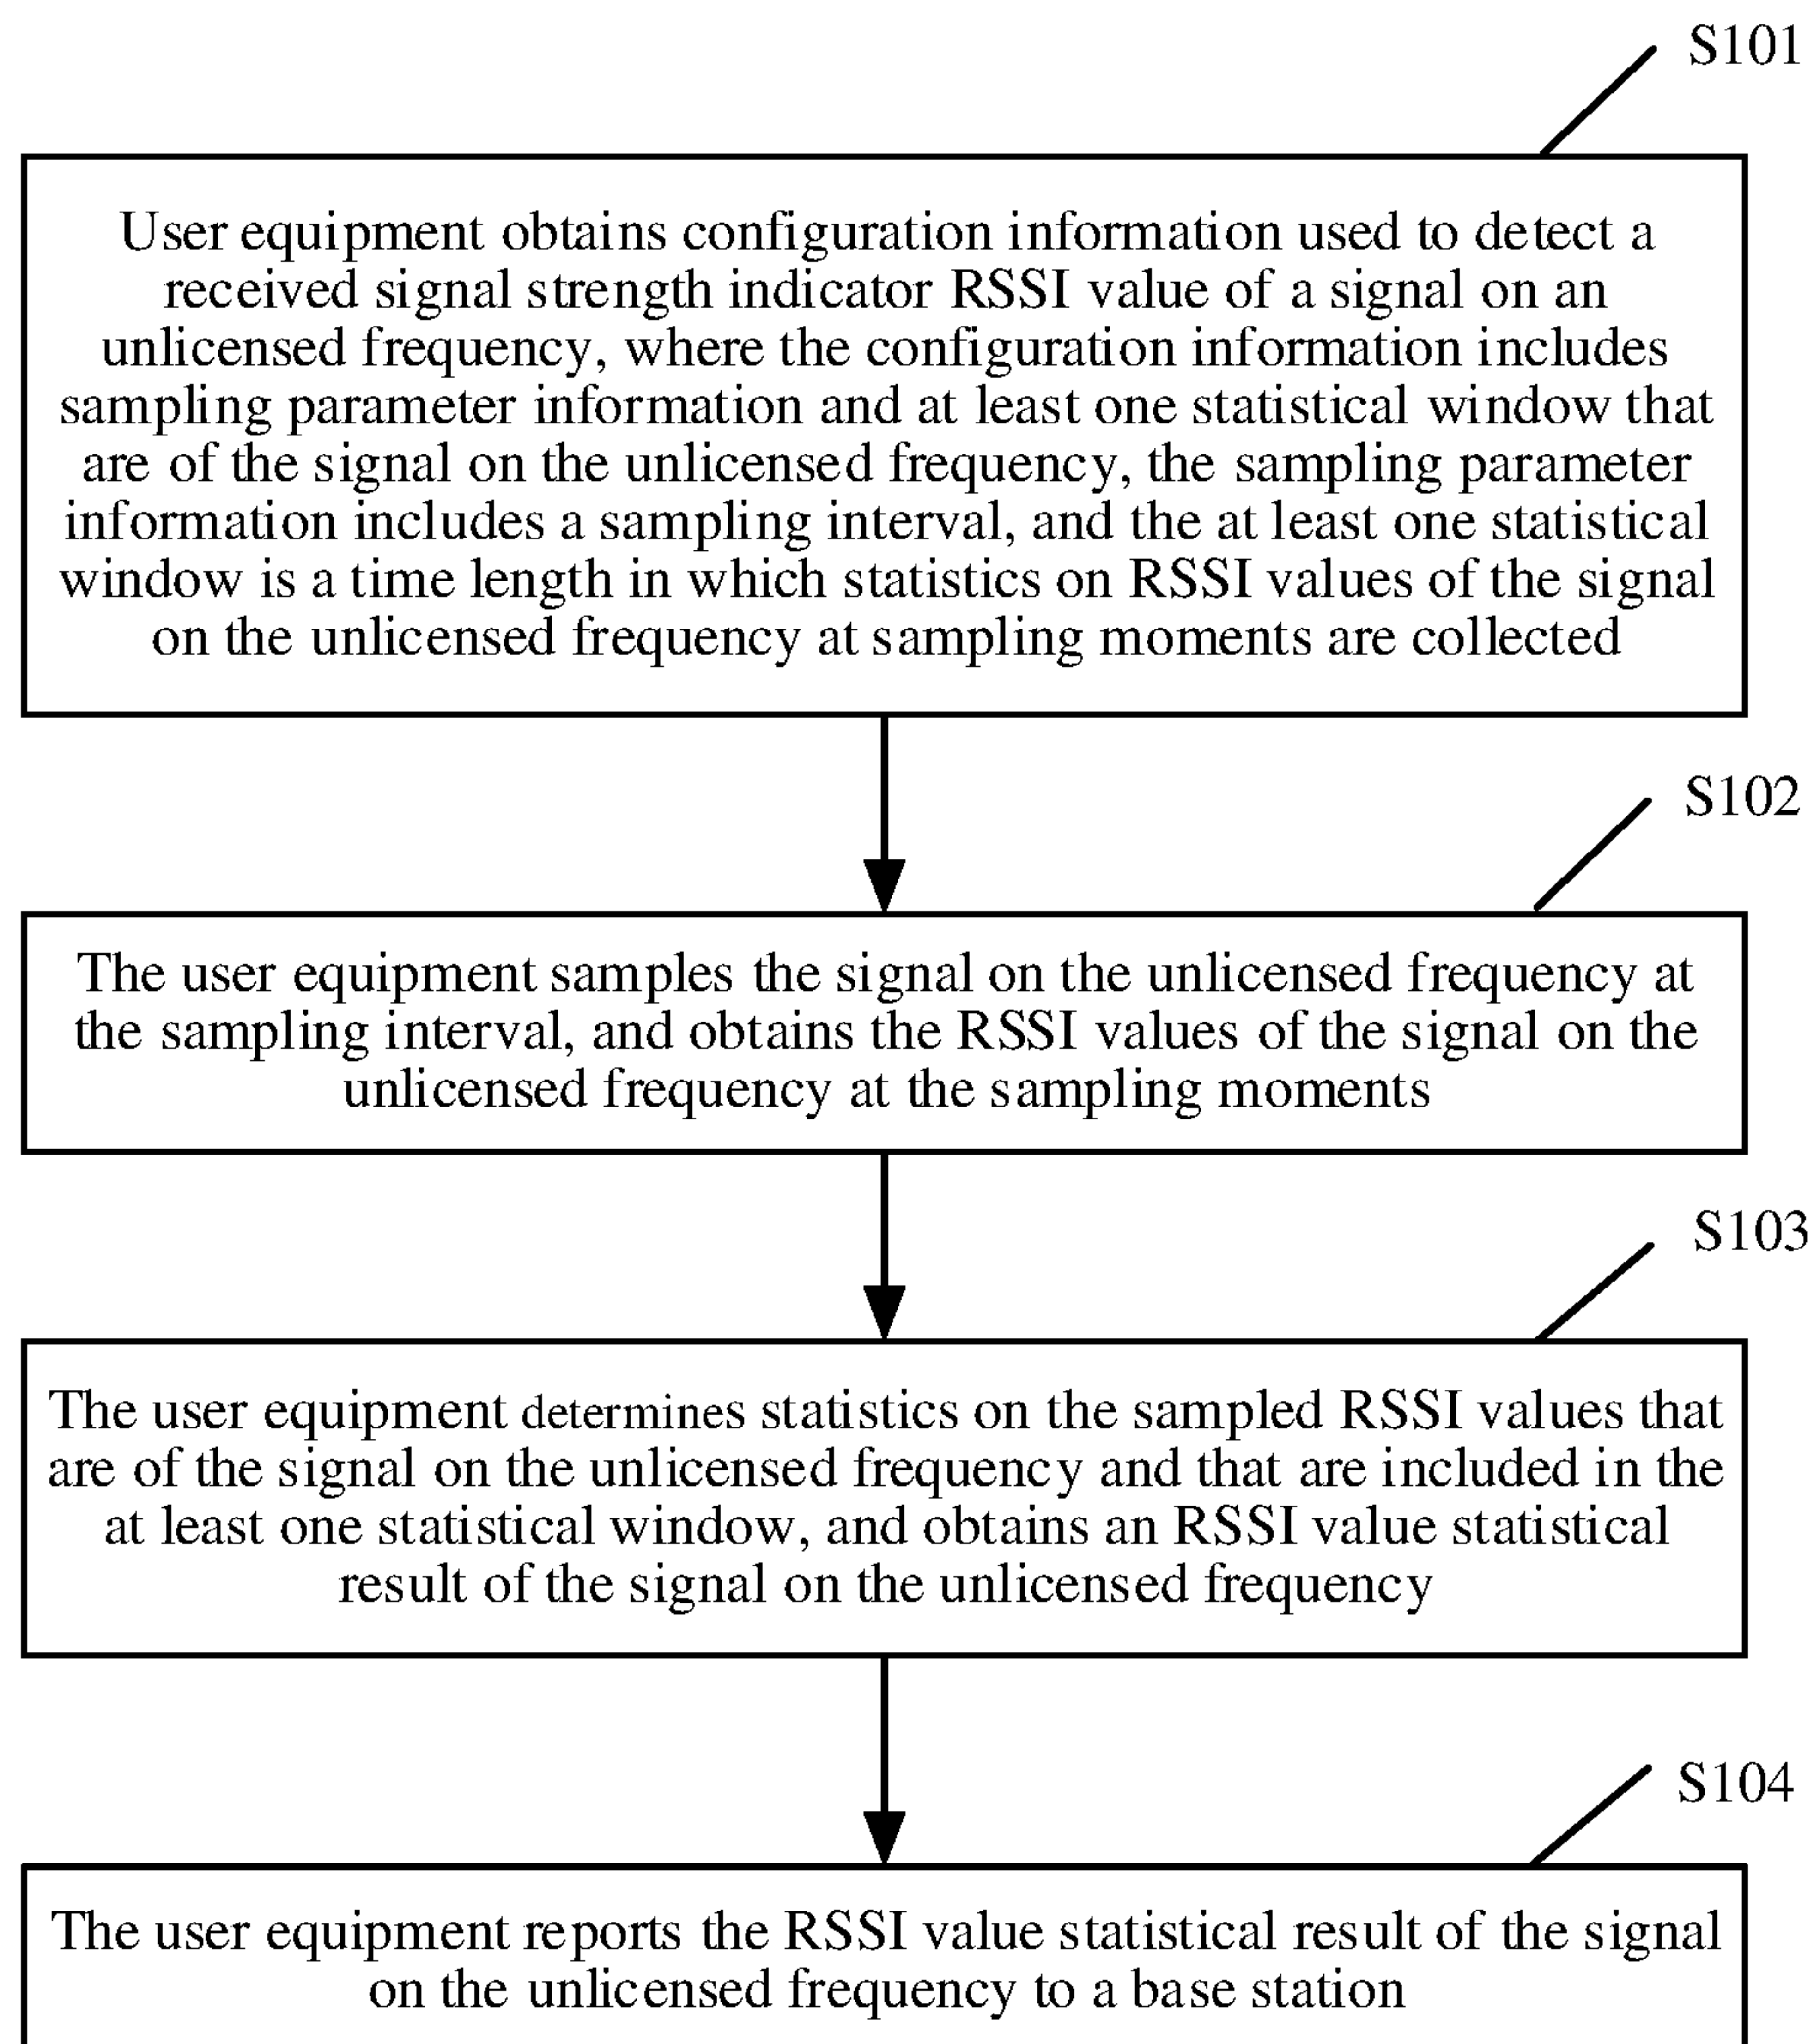 S101
User equipment obtains configuration information used to detect a
received signal strength indicator RSSI value of a signal on an
unlicensed frequency, where the configuration information includes
sampling parameter information and at least one statistical window that
are of the signal on the unlicensed frequency, the sampling parameter
information includes a sampling interval, and the at least one statistical
window is a time length in which statistics on RSSI values of the signal
on the unlicensed frequency at sampling moments are collected
S102
The user equipment samples the signal on the unlicensed frequency at
the sampling interval, and obtains the RSSI values of the signal on the
unlicensed frequency at the sampling moments
S103
The user equipment determines statistics on the sampled RSSI values that
are of the signal on the unlicensed frequency and that are included in the
at least one statistical window, and obtains an RSSI value statistical
result of the signal on the unlicensed frequency
S104
The user equipment reports the RSSI value statistical result of the signal
on the unlicensed frequency to a base station